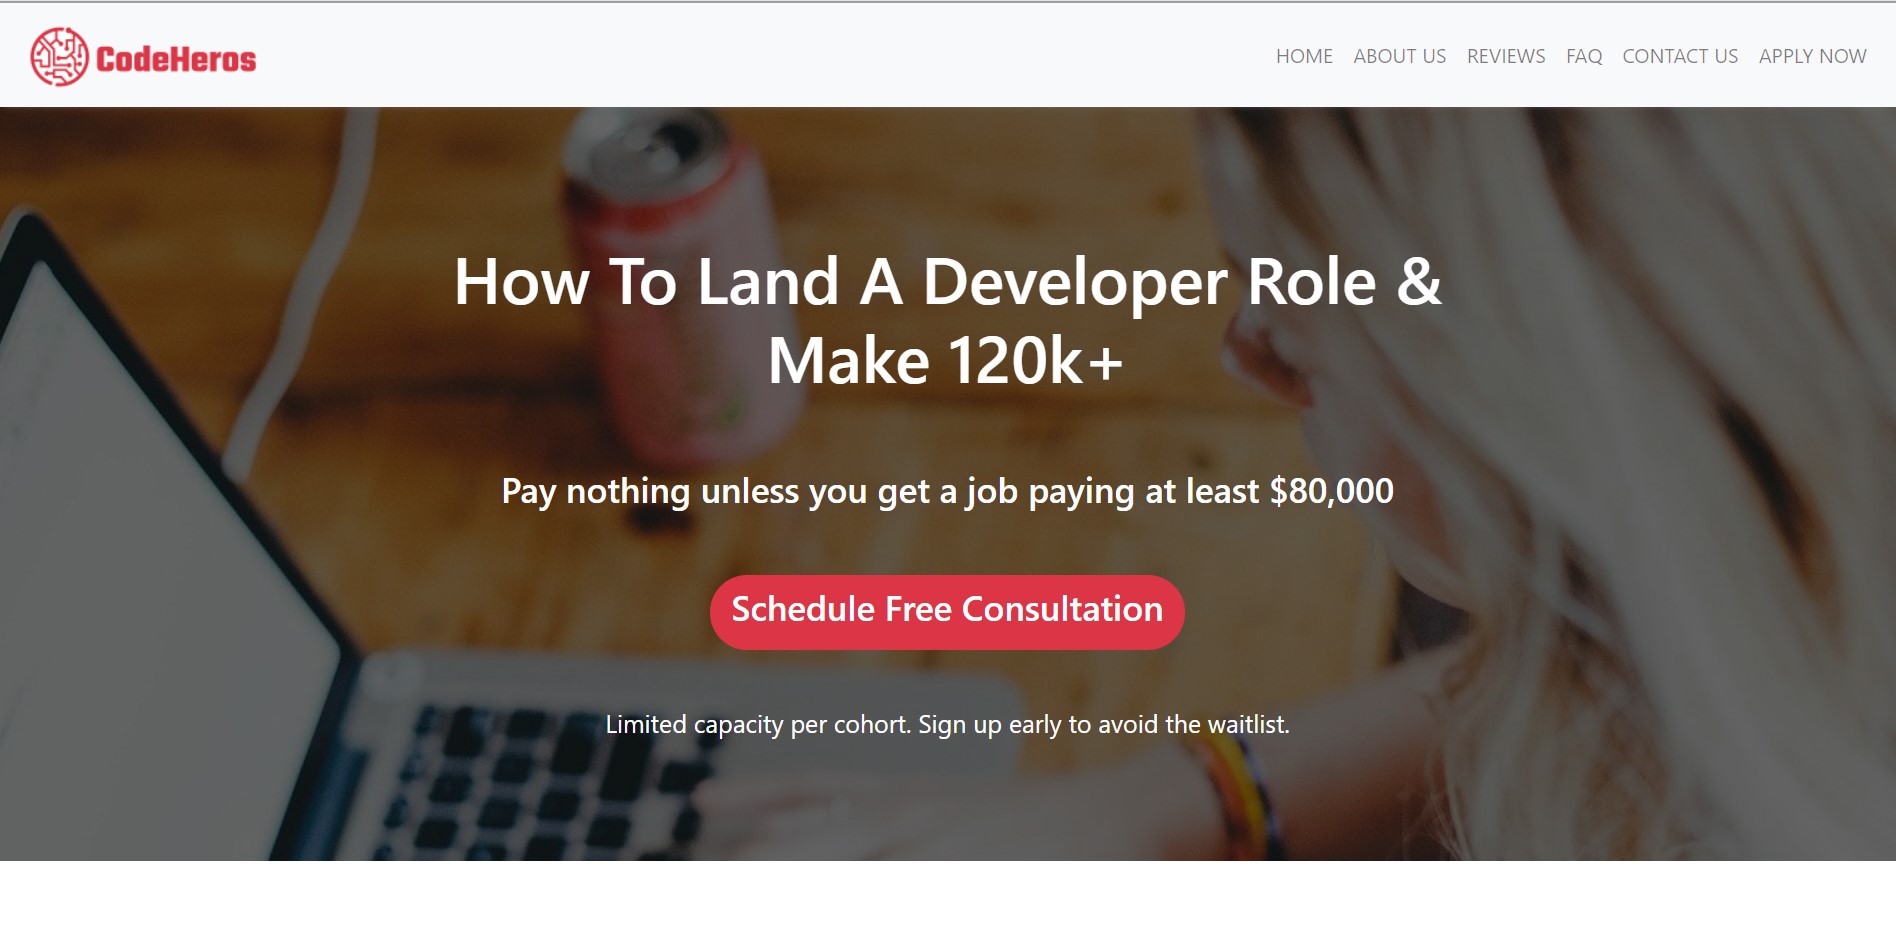 CodeHeros
HOME ABOUT US REVIEWS FAQ CONTACT US APPLY NOW
How To Land A Developer Role &
Make 120k+
Pay nothing unless you get a job paying at least $80,000
Schedule Free Consultation
Limited capacity per cohort. Sign up early to avoid the waitlist.